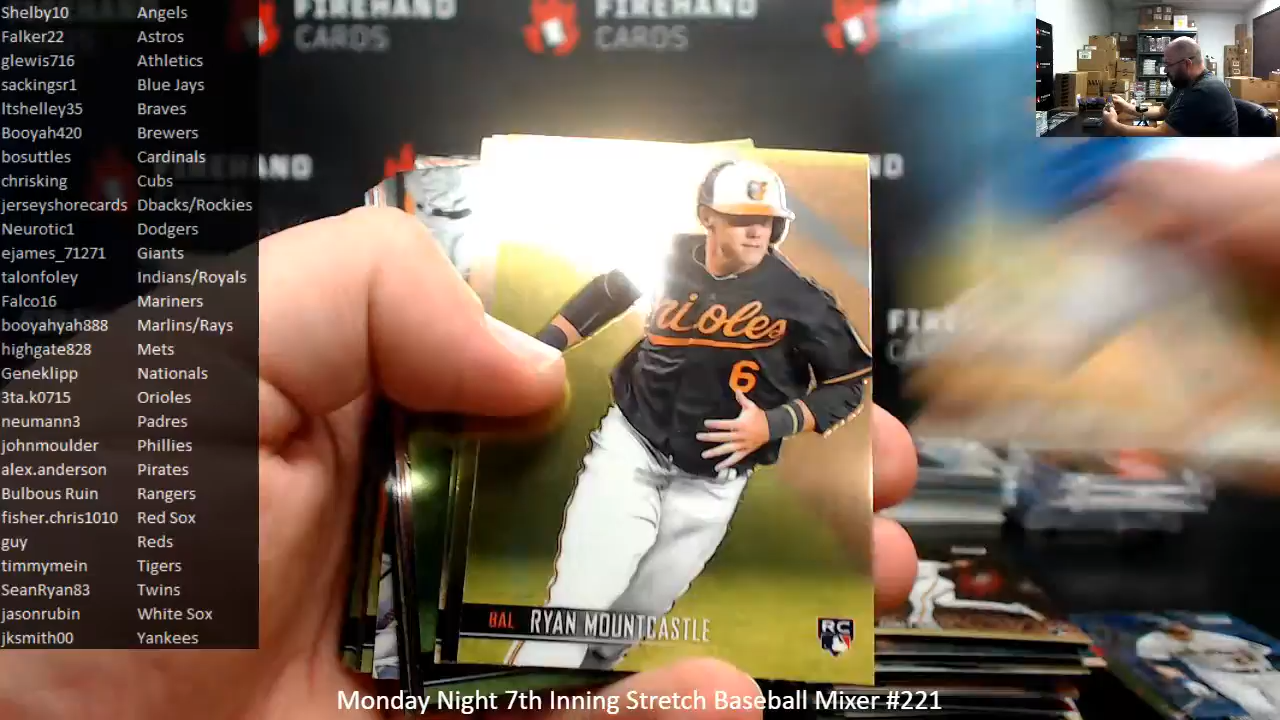 Shelby10 Angels
Falker22 Astros
glewis716 Athletics
sackingsr1 Blue Jays
ltshelley35 Braves
Booyah420 Brewers
bosuttles Cardinals
chrisking Cubs
jerseyshorecards Dbacks/Rockies
Neurotic1 Dodgers
ejames_71271 Giants
talonfoley Indians/Royals
Falco16 Mariners
booyahyah888 Marlins/Rays
highgate828 Mets
Geneklipp Nationals
3ta.k0715 Orioles
neumann3 Padres
johnmoulder Phillies
alex.anderson Pirates
Bulbous Ruin Rangers
fisher.chris1010 Red Sox
guy Reds
timmymein Tigers
SeanRyan83 Twins
jasonrubin White Sox
jksmith00 Yankees
FIREHAND CARDS
FIREHAND CARDS
Orioles
6
BAL RYAN MOUNTCASTLE
RC
Monday Night 7th Inning Stretch Baseball Mixer #221